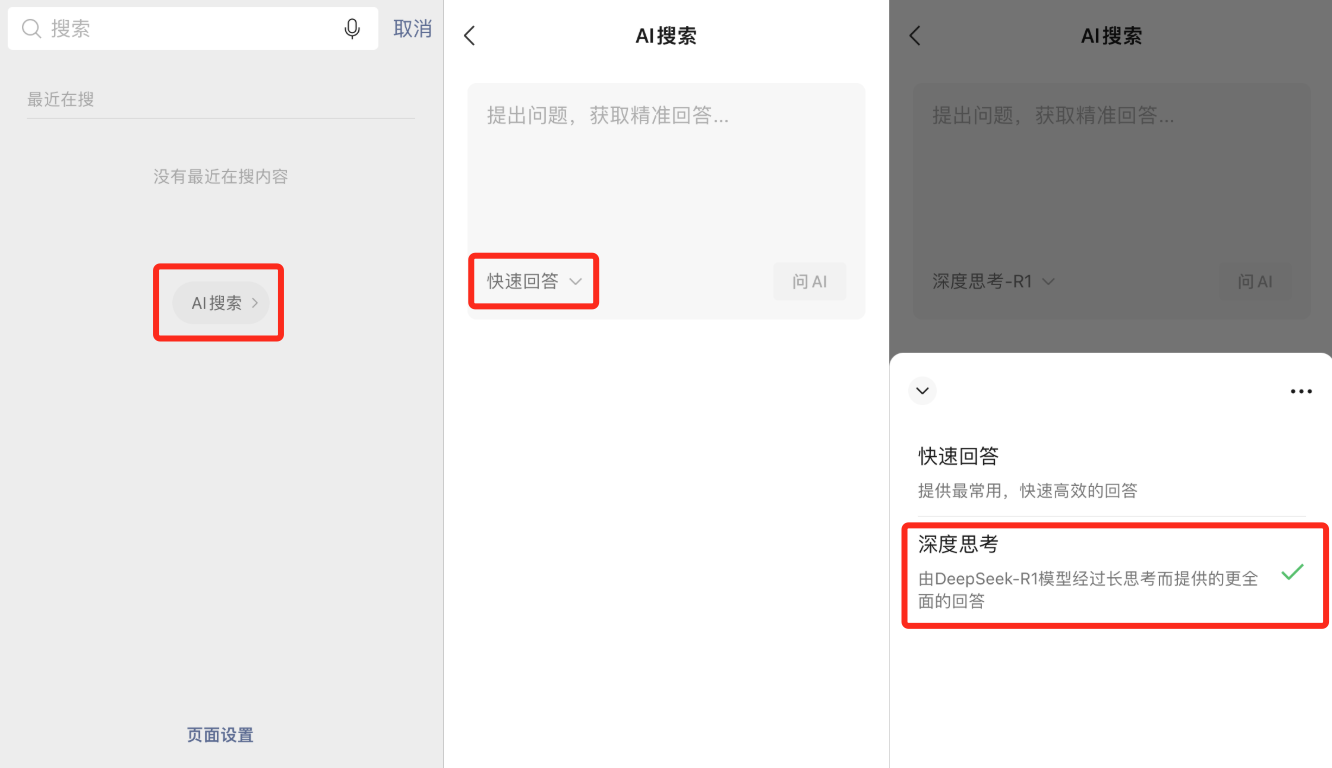 搜索
取消
最近在搜
没有最近在搜内容
AI搜索
页面设置
AI搜索
提出问题，获取精准回答...
快速回答
问 AI
AI搜索
提出问题，获取精准回答...
深度思考-R1
问 AI
快速回答
提供最常用，快速高效的回答
深度思考
由DeepSeek-R1模型经过长思考而提供的更全
面的回答